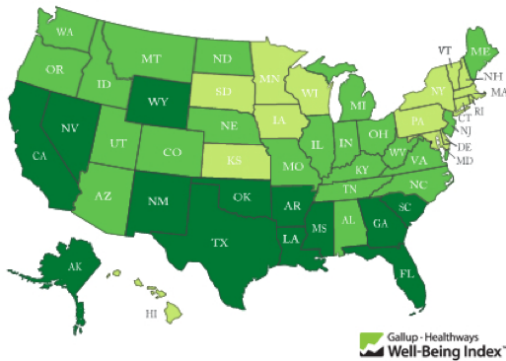 WA
MT
ND
MN
VT
ME
OR
ID
WY
SD
WI
MI
NY
NH
MA
RI
CT
NV
UT
CO
NE
IA
IL
IN
OH
PA
NJ
DE
MD
CA
AZ
NM
KS
MO
KY
WV
VA
OK
AR
TN
NC
TX
LA
MS
AL
GA
SC
FL
AK
HI
Gallup - Healthways
Well-Being Index™